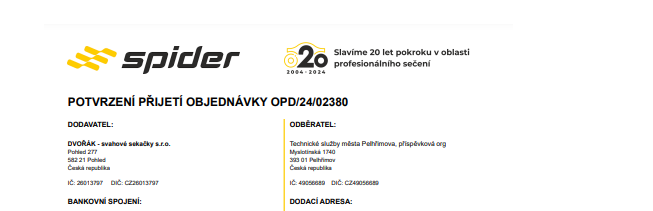 spider
2o
2004 - 2024
Slavíme 20 let pokroku v oblasti
profesionálního sečení
POTVRZENÍ PŘIJETÍ OBJEDNÁVKY OPD/24/02380
DODAVATEL:
DVOŘÁK - svahové sekačky s.r.o.
Pohled 277
582 21 Pohled
Česká republika
IČ: 26013797 DIČ: CZ26013797
BANKOVNÍ SPOJENÍ:
ODBĚRATEL:
Technické služby města Pelhřimova, příspěvková org
Myslotínská 1740
393 01 Pelhřimov
Česká republika
IČ: 49056689 DIČ: CZ49056689
DODACÍ ADRESA: